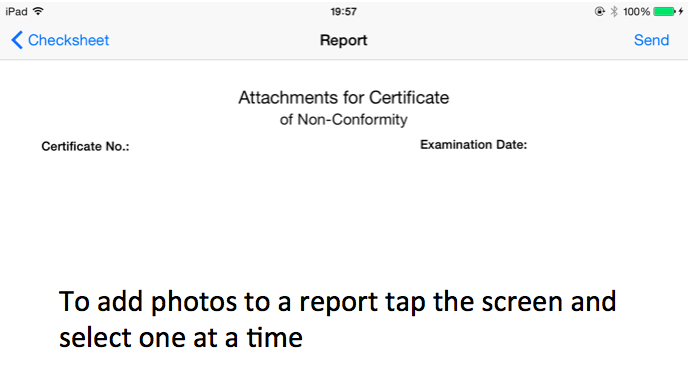 iPad 19:57 100%
Checksheet Report Send
Attachments for Certificate
of Non-Conformity
Certificate No.: Examination Date:
To add photos to a report tap the screen and
select one at a time